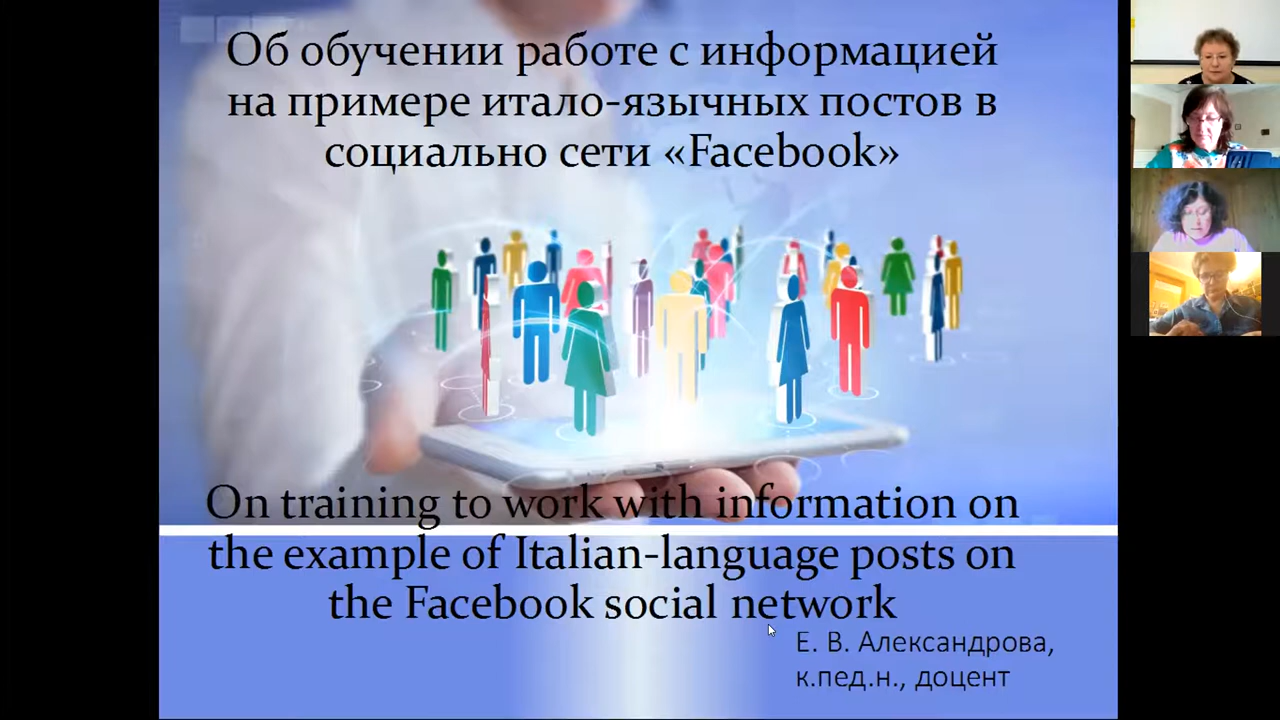 Об обучении работе с информацией
на примере итало-язычных постов в
социально сети «Facebook»
On training to work with information on
the example of Italian-language posts on
the Facebook social network
Е. В. Александрова,
к.пед.н., доцент